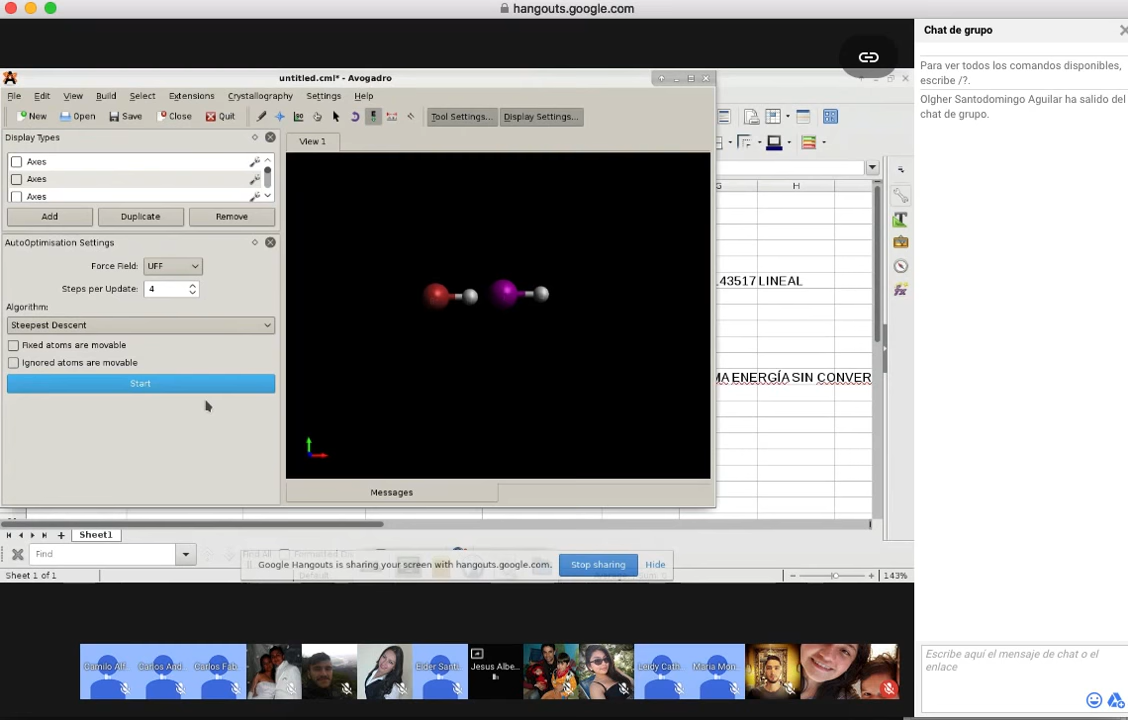 hangouts.google.com
Chat de grupo
Para ver todos los comandos disponibles,
escribe /?.
Olgher Santodomingo Aguilar ha salido del
chat de grupo.
untitled.cml* - Avogadro
File Edit View Build Select Extensions Crystallography Settings Help
New Open Save Close Quit Tool Settings... Display Settings...
Display Types
View 1
Axes
Axes
Axes
Add Duplicate Remove
AutoOptimisation Settings
Force Field: UFF
Steps per Update: 4
Algorithm:
Steepest Descent
Fixed atoms are movable
Ignored atoms are movable
Start
Messages
G H
.43517 LINEAL
MA ENERGÍA SIN CONVER
Sheet1
Find
Google Hangouts is sharing your screen with hangouts.google.com. Stop sharing Hide
Sheet 1 of 1
143%
Camilo Alf
Carlos And
Carlos Fab
Elder Santi
Jesus Albe...
Leidy Cath
Maria Mon
Escribe aquí el mensaje de chat o el
enlace